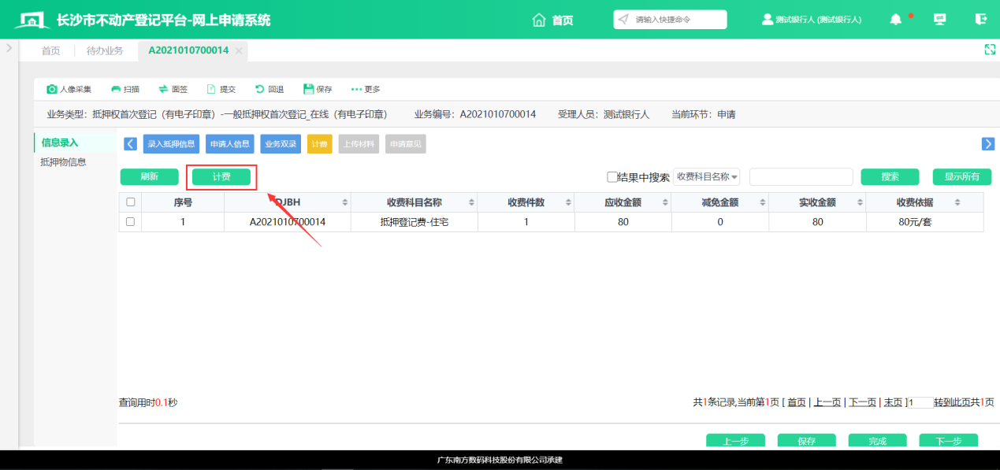 长沙市不动产登记平台-网上申请系统 首页 请输入快捷命令 测试银行人 (测试银行人)
首页 待办业务 A2021010700014
人像采集 扫描 面签 提交 回退 保存 更多
业务类型：抵押权首次登记（有电子印章）-一般抵押权首次登记_在线（有电子印章） 业务编号：A2021010700014 受理人员：测试银行人 当前环节：申请
信息录入 录入抵押信息 申请人信息 业务双录 计费 上传材料 申请意见
抵押物信息
刷新 计费 结果中搜索 收费科目名称 搜索 显示所有
序号 DJBH 收费科目名称 收费件数 应收金额 减免金额 实收金额 收费依据
1 A2021010700014 抵押登记费-住宅 1 80 0 80 80元/套
查询用时0.1秒 共1条记录,当前第1页 [ 首页 | 上一页 | 下一页 | 末页 ]1 转到此页共1页
上一步 保存 完成 下一步
广东南方数码科技股份有限公司承建